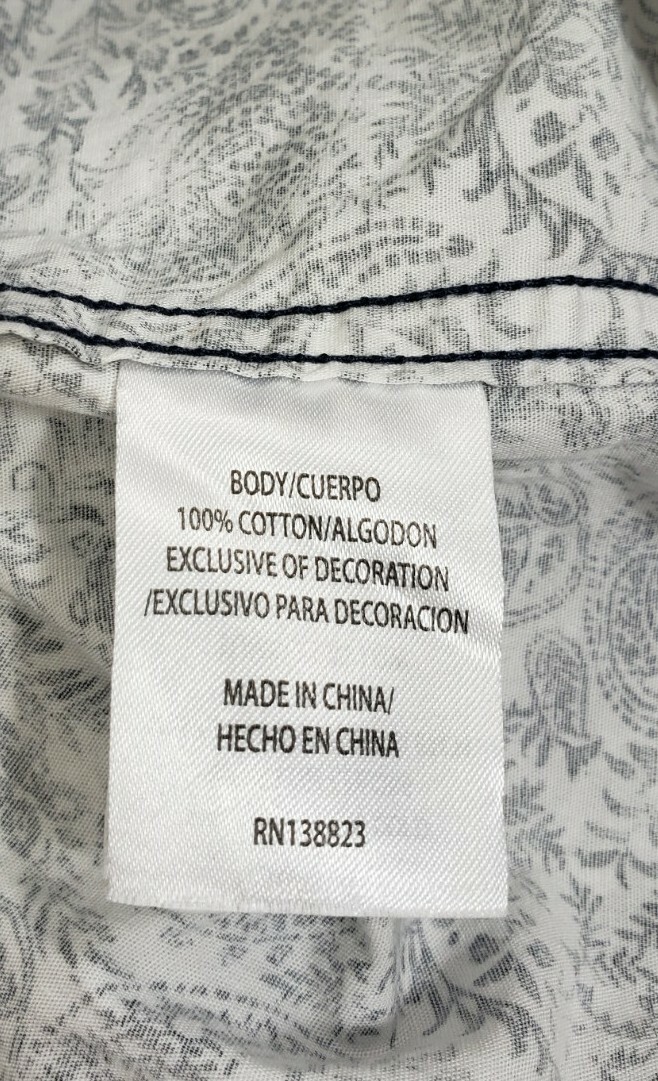 BODY/CUERPO
100% COTTON/ALGODON
EXCLUSIVE OF DECORATION
/EXCLUSIVO PARA DECORACION
MADE IN CHINA/
HECHO EN CHINA
RN138823